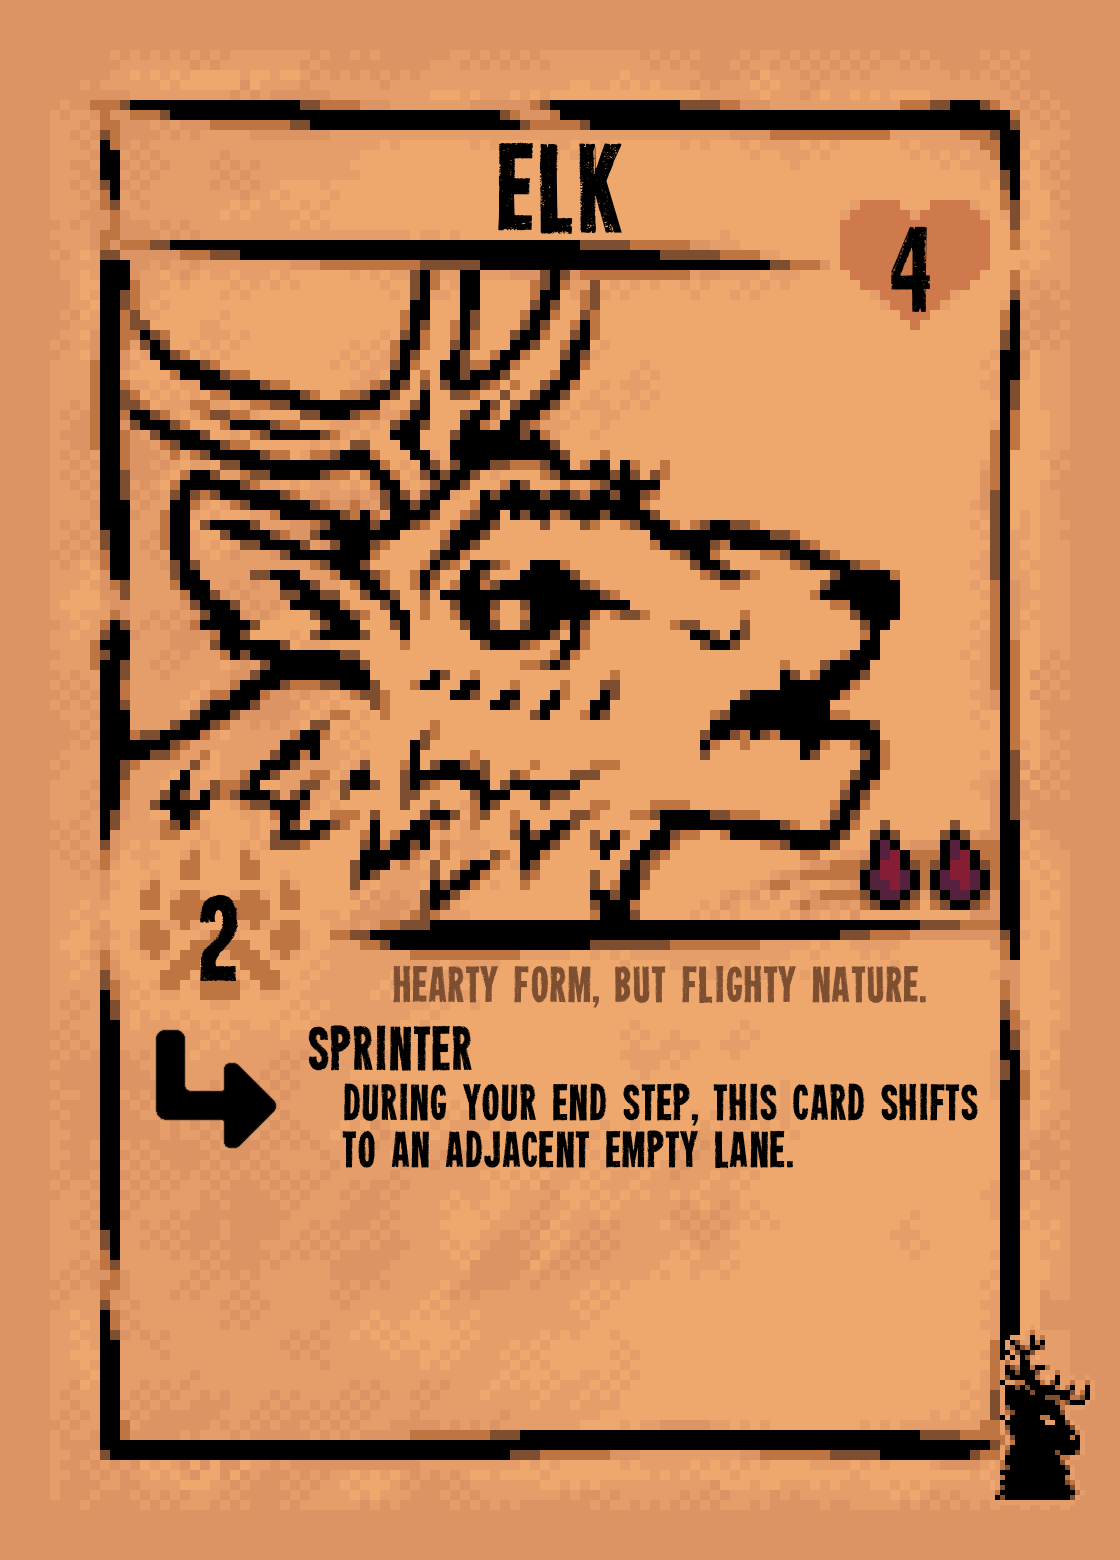 ELK
4
2
HEARTY FORM, BUT FLIGHTY NATURE.
SPRINTER
DURING YOUR END STEP, THIS CARD SHIFTS
TO AN ADJACENT EMPTY LANE.